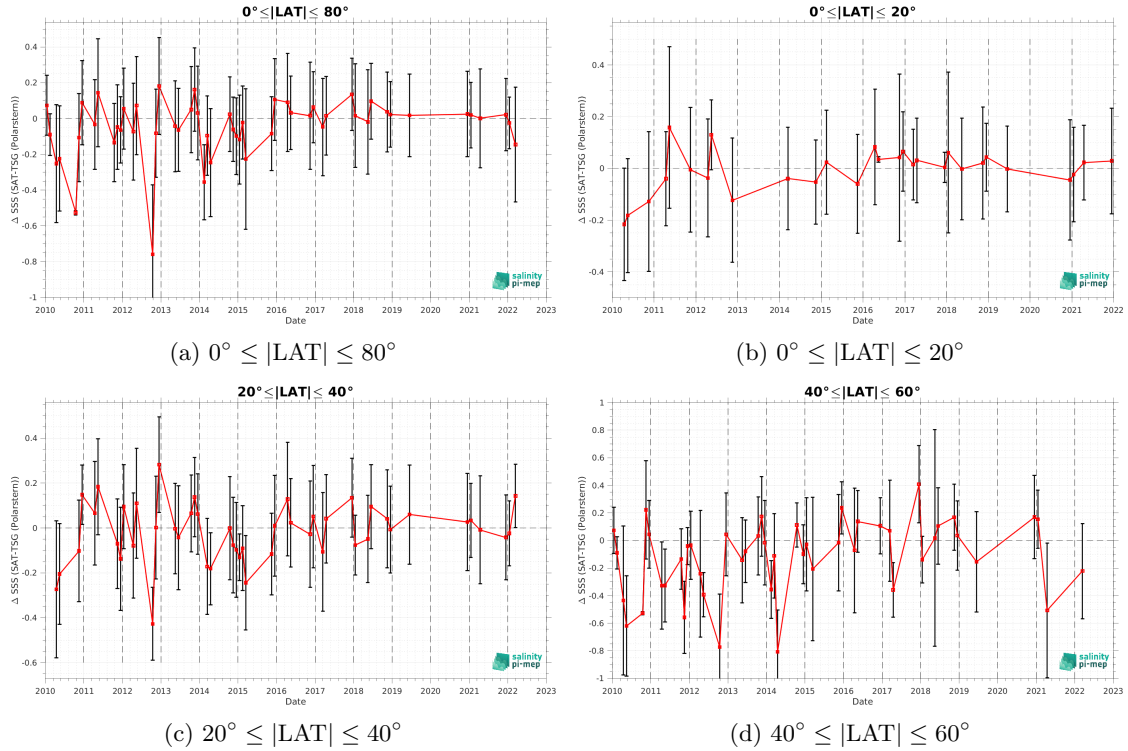 0°≤|LAT|≤ 80°
Δ SSS (SAT-TSG (Polarstern))
0.4
0.2
0
-0.2
-0.4
-0.6
-0.8
-1
2010 2011 2012 2013 2014 2015 2016 2017 2018 2019 2020 2021 2022 2023
Date
salinity
pi-mep
(a) 0° ≤ |LAT| ≤ 80°
0°≤|LAT|≤ 20°
Δ SSS (SAT-TSG (Polarstern))
0.4
0.2
0
-0.2
-0.4
2010 2011 2012 2013 2014 2015 2016 2017 2018 2019 2020 2021 2022
Date
salinity
pi-mep
(b) 0° ≤ |LAT| ≤ 20°
20°≤|LAT|≤ 40°
Δ SSS (SAT-TSG (Polarstern))
0.4
0.2
0
-0.2
-0.4
-0.6
2010 2011 2012 2013 2014 2015 2016 2017 2018 2019 2020 2021 2022 2023
Date
salinity
pi-mep
(c) 20° ≤ |LAT| ≤ 40°
40°≤|LAT|≤ 60°
Δ SSS (SAT-TSG (Polarstern))
1
0.8
0.6
0.4
0.2
0
-0.2
-0.4
-0.6
-0.8
-1
2010 2011 2012 2013 2014 2015 2016 2017 2018 2019 2020 2021 2022 2023
Date
salinity
pi-mep
(d) 40° ≤ |LAT| ≤ 60°